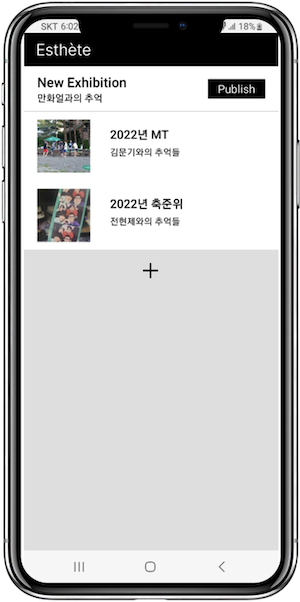 SKT 6:02
18%
Esthète
New Exhibition
만화얼과의 추억
Publish
2022년 MT
김문기와의 추억들
2022년 축준위
전현제와의 추억들